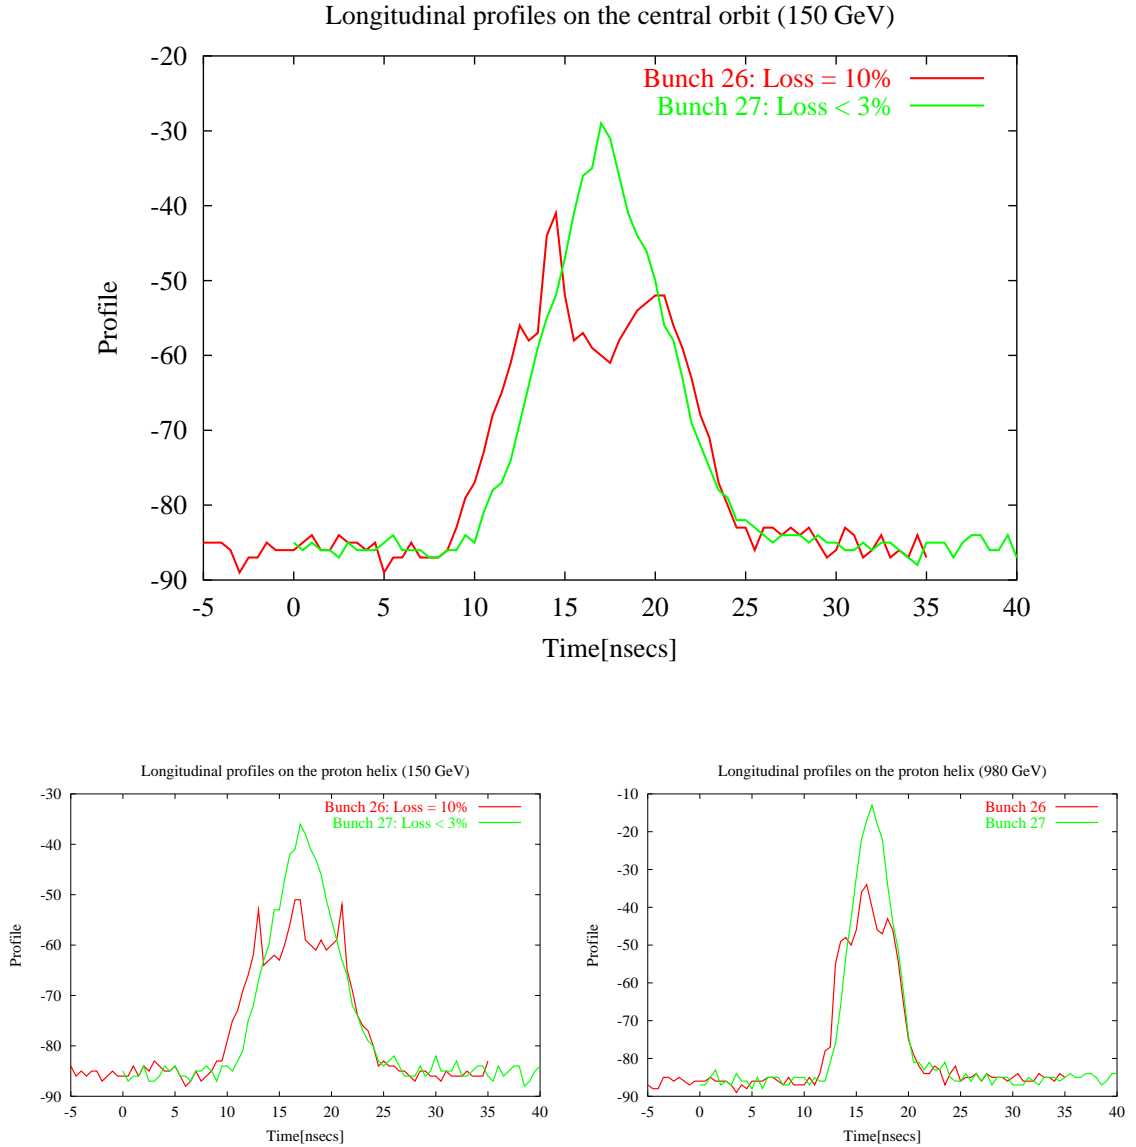 Longitudinal profiles on the central orbit (150 GeV)
-20
-30
-40
-50
-60
-70
-80
-90
Profile
Bunch 26: Loss = 10%
Bunch 27: Loss < 3%
-5 0 5 10 15 20 25 30 35 40
Time[nsecs]
Longitudinal profiles on the proton helix (150 GeV)
-30
-40
-50
-60
-70
-80
-90
Profile
Bunch 26: Loss = 10%
Bunch 27: Loss < 3%
-5 0 5 10 15 20 25 30 35 40
Time[nsecs]
Longitudinal profiles on the proton helix (980 GeV)
-10
-20
-30
-40
-50
-60
-70
-80
-90
Profile
Bunch 26
Bunch 27
-5 0 5 10 15 20 25 30 35 40
Time[nsecs]